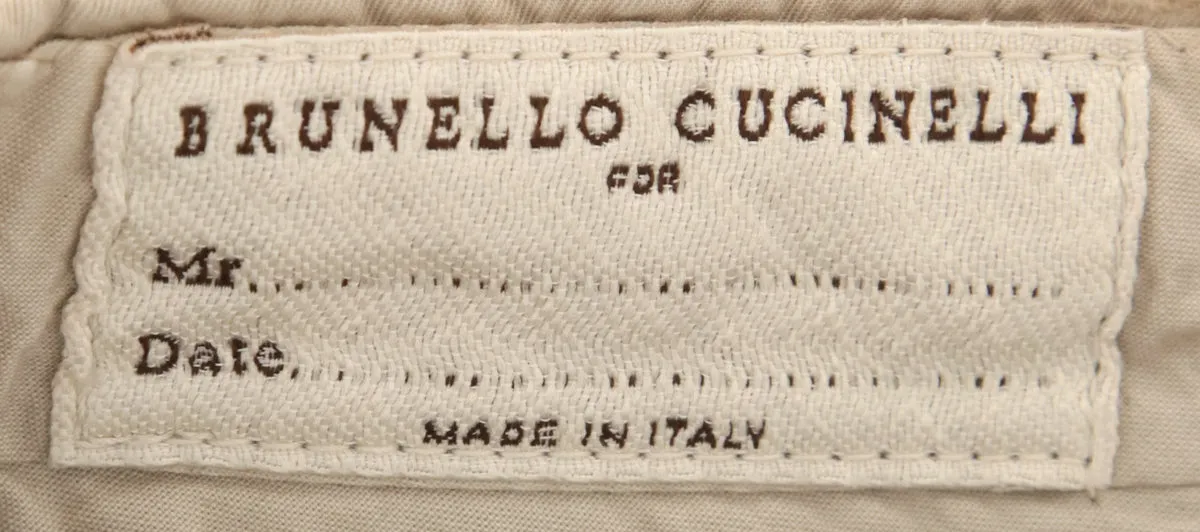 BRUNELLO CUCINELLI
FOR
Mr...............................................
Date...............................................
MADE IN ITALY